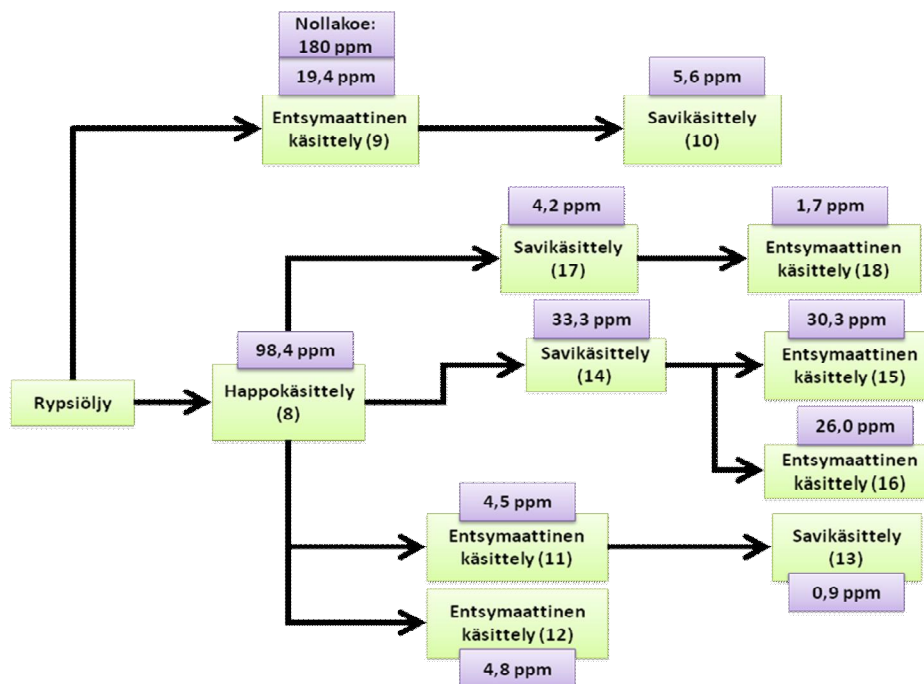 Nollakoe:
180 ppm
19,4 ppm
Entsymaattinen
käsittely (9)
5,6 ppm
Savikäsittely
(10)
4,2 ppm
Savikäsittely
(17)
1,7 ppm
Entsymaattinen
käsittely (18)
Rypsiöljy
98,4 ppm
Happokäsittely
(8)
33,3 ppm
Savikäsittely
(14)
30,3 ppm
Entsymaattinen
käsittely (15)
26,0 ppm
Entsymaattinen
käsittely (16)
4,5 ppm
Entsymaattinen
käsittely (11)
Savikäsittely
(13)
0,9 ppm
Entsymaattinen
käsittely (12)
4,8 ppm